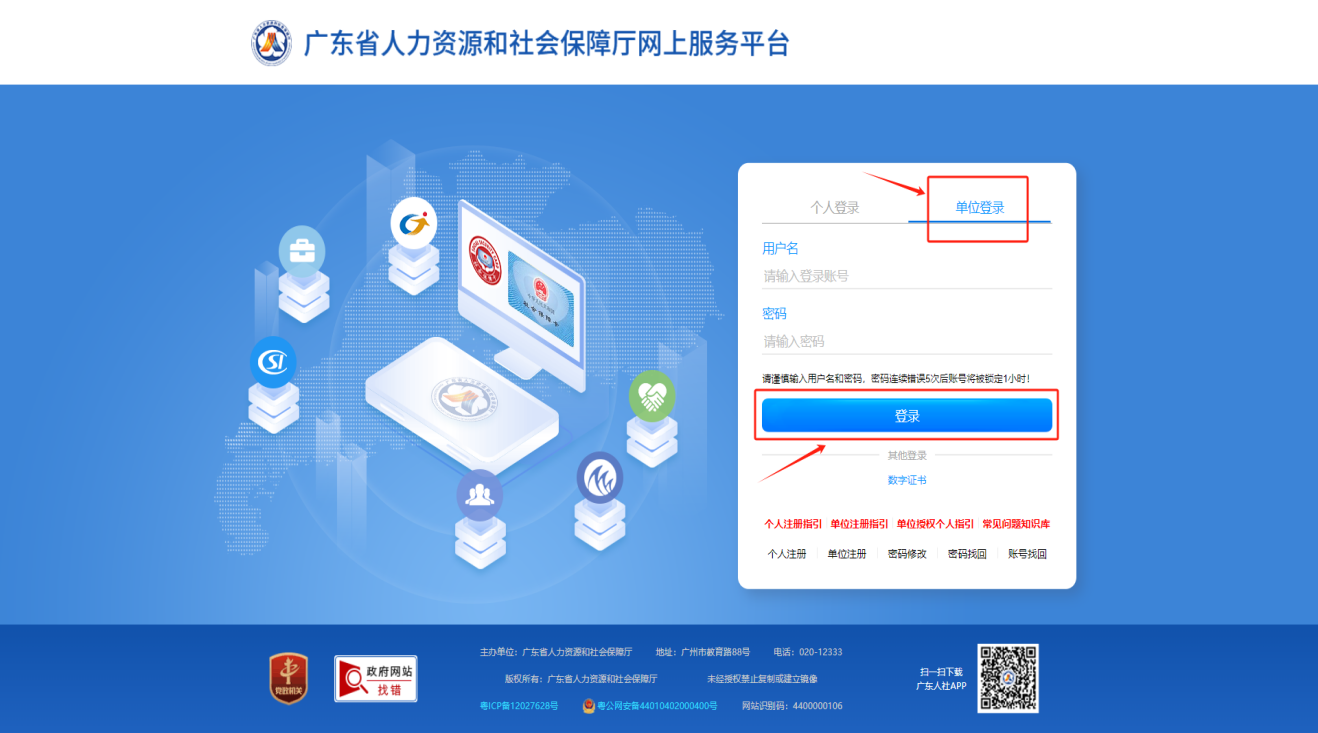 广东省人力资源和社会保障厅网上服务平台
个人登录 单位登录
用户名
请输入登录账号
密码
请输入密码
请谨慎输入用户名和密码，密码连续错误5次后账号将被锁定1小时！
登录
其他登录
数字证书
个人注册指引 单位注册指引 单位授权个人指引 常见问题知识库
个人注册 单位注册 密码修改 密码找回 账号找回
党政机关
政府网站
找错
主办单位：广东省人力资源和社会保障厅 地址：广州市教育路88号 电话：020-12333
版权所有：广东省人力资源和社会保障厅 未经授权禁止复制或建立镜像
粤ICP备12027628号 粤公网安备44010402000400号 网站识别码：4400000106
扫一扫下载
广东人社APP